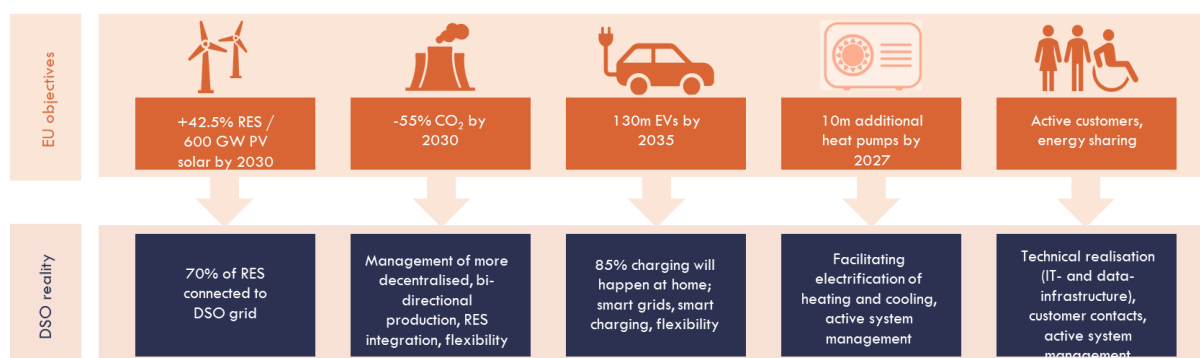 EU objectives
+42.5% RES /
600 GW PV
solar by 2030
-55% CO₂ by
2030
130m EVs by
2035
10m additional
heat pumps by
2027
Active customers,
energy sharing
DSO reality
70% of RES
connected to
DSO grid
Management of more
decentralised, bi-
directional
production, RES
integration, flexibility
85% charging will
happen at home;
smart grids, smart
charging, flexibility
Facilitating
electrification of
heating and cooling,
active system
management
Technical realisation
(IT- and data-
infrastructure),
customer contacts,
active system
management